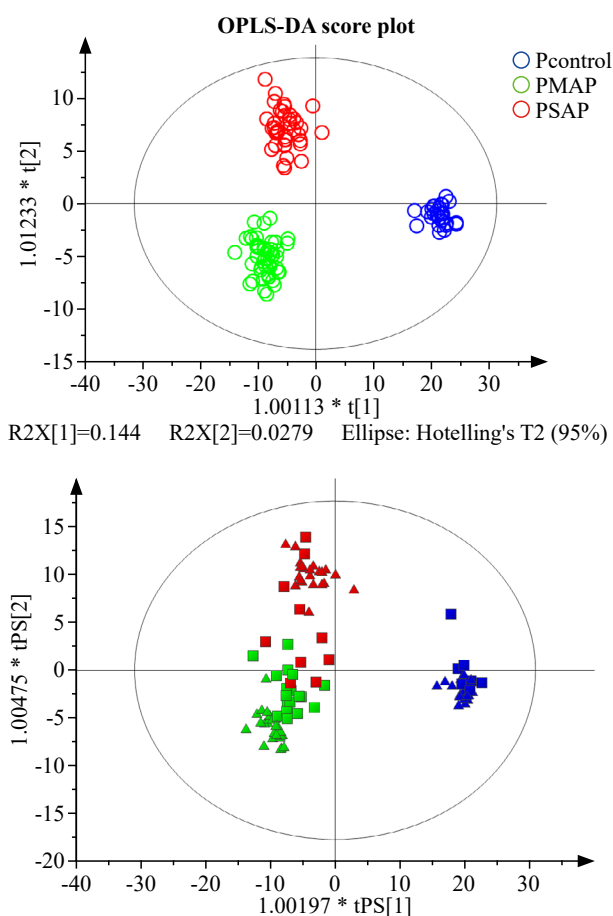 OPLS-DA score plot
Pcontrol
PMAP
PSAP
10
5
0
-5
-10
-15
1.01233 * t[2]
-40 -30 -20 -10 0 10 20 30
1.00113 * t[1]
R2X[1]=0.144 R2X[2]=0.0279 Ellipse: Hotelling's T2 (95%)
15
10
5
0
-5
-10
-15
-20
1.00475 * tPS[2]
-40 -30 -20 -10 0 10 20 30
1.00197 * tPS[1]